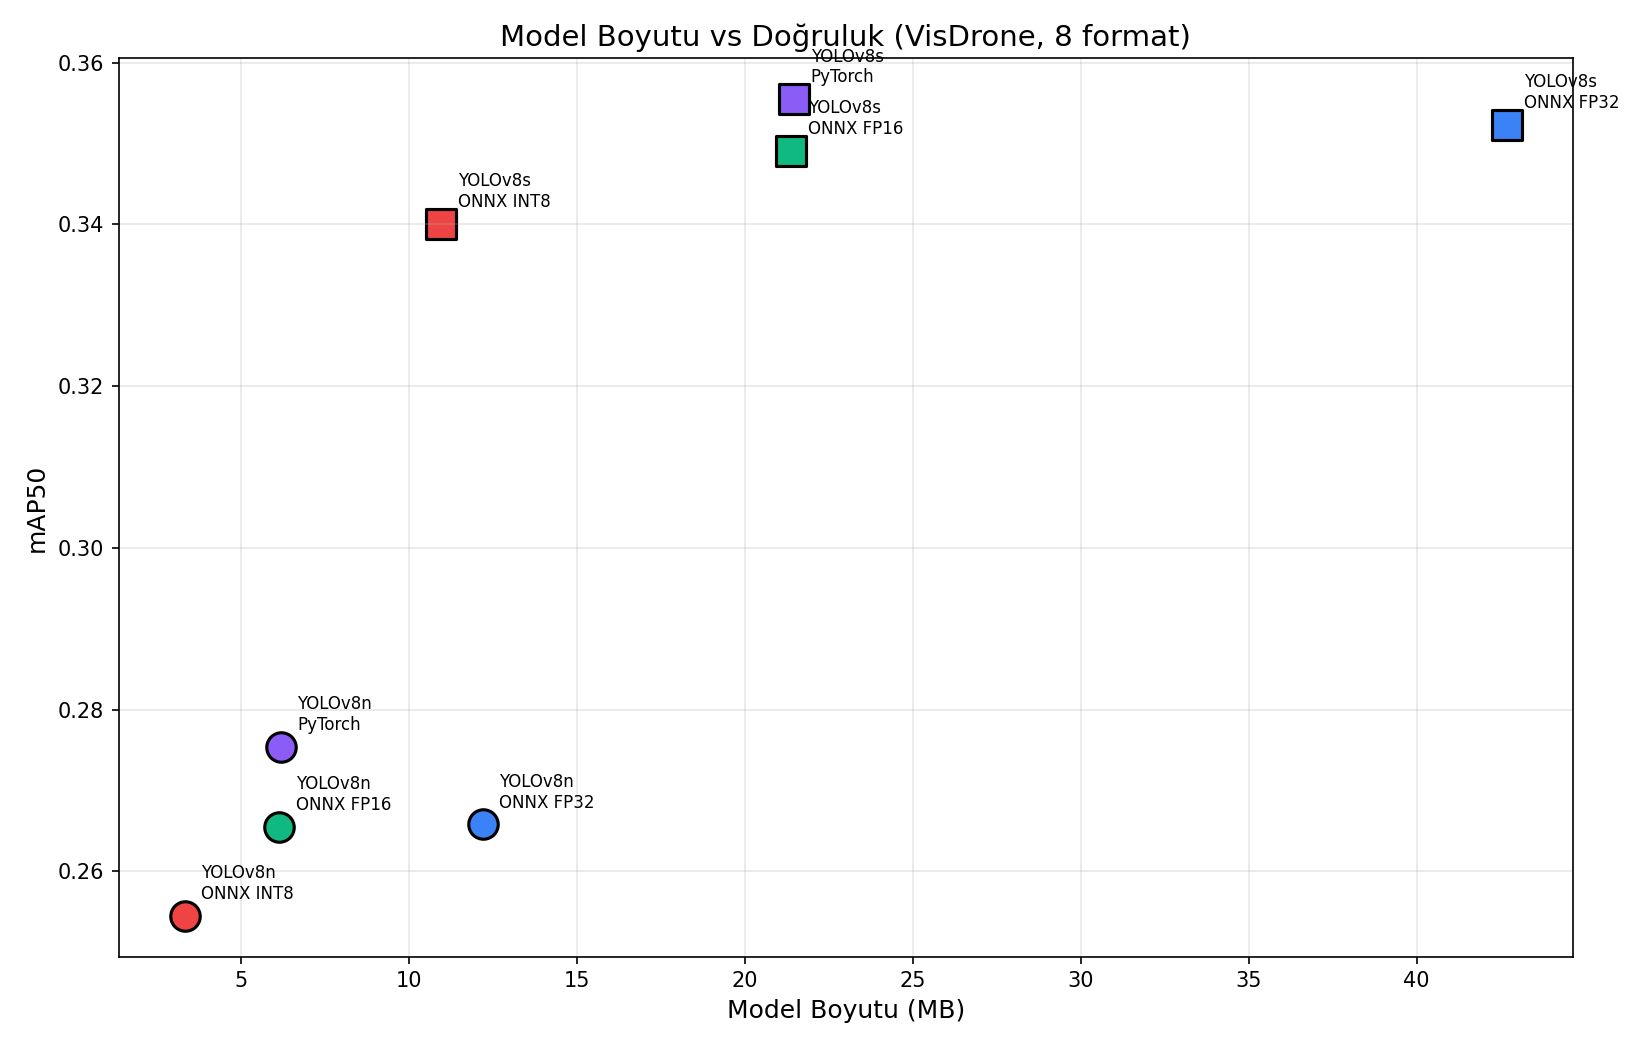 Model Boyutu vs Doğruluk (VisDrone, 8 format)
YOLOv8s
PyTorch
YOLOv8s
ONNX FP16
YOLOv8s
ONNX FP32
YOLOv8s
ONNX INT8
YOLOv8n
PyTorch
YOLOv8n
ONNX FP16
YOLOv8n
ONNX FP32
YOLOv8n
ONNX INT8
mAP50
0.36
0.34
0.32
0.30
0.28
0.26
5
10
15
20
25
30
35
40
Model Boyutu (MB)